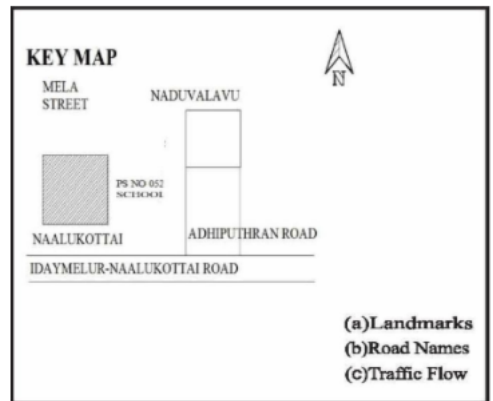 KEY MAP
N
MELA
STREET
NADUVALAVU
PS NO 052
SCHOOL
NAALUKOTTAI
ADHIPUTHRAN ROAD
IDAYMELUR-NAALUKOTTAI ROAD
(a)Landmarks
(b)Road Names
(c)Traffic Flow